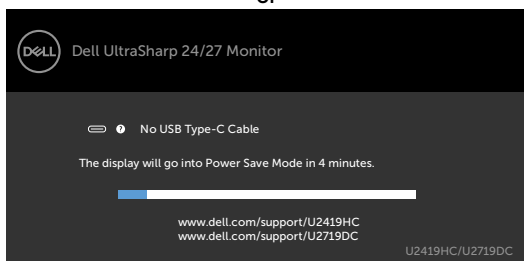 DELL Dell UltraSharp 24/27 Monitor
? No USB Type-C Cable
The display will go into Power Save Mode in 4 minutes.
www.dell.com/support/U2419HC
www.dell.com/support/U2719DC
U2419HC/U2719DC